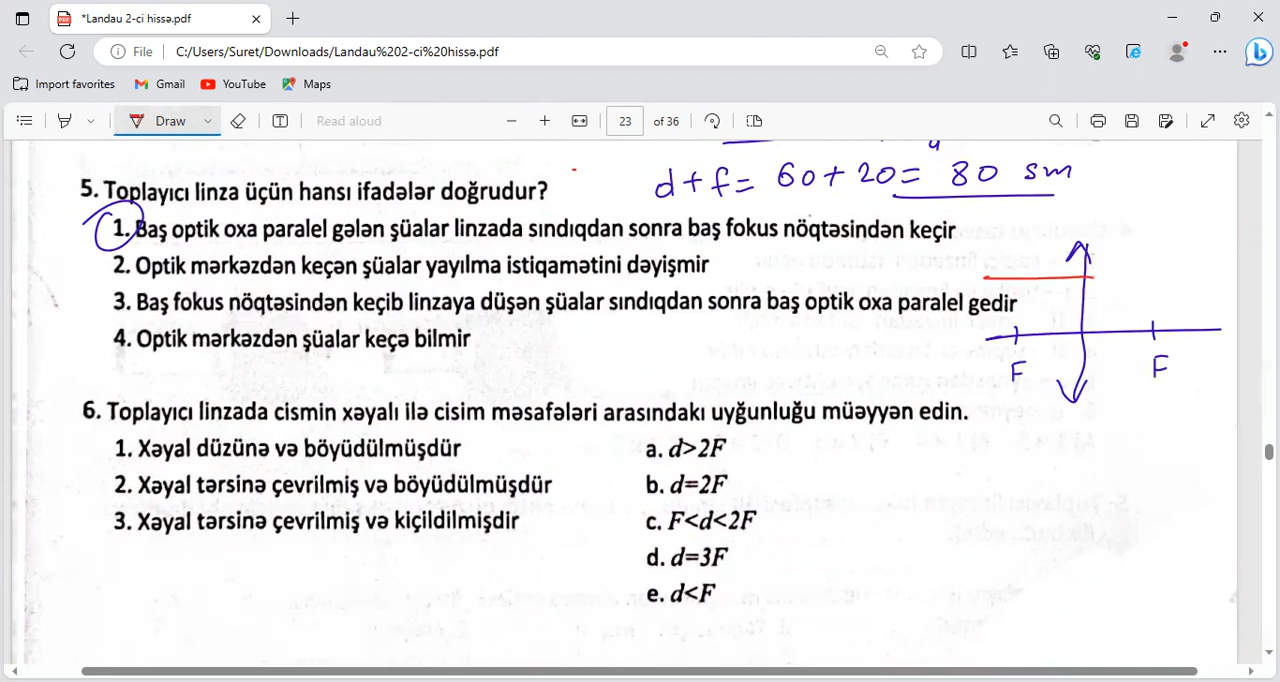 *Landau 2-ci hissə.pdf
File C:/Users/Suret/Downloads/Landau%202-ci%20hissə.pdf
Import favorites Gmail YouTube Maps
Draw Read aloud 23 of 36
d+f= 60+20= 80 sm
5. Toplayıcı linza üçün hansı ifadələr doğrudur?
1. Baş optik oxa paralel gələn şüalar linzada sındıqdan sonra baş fokus nöqtəsindən keçir
2. Optik mərkəzdən keçən şüalar yayılma istiqamətini dəyişmir
3. Baş fokus nöqtəsindən keçib linzaya düşən şüalar sındıqdan sonra baş optik oxa paralel gedir
4. Optik mərkəzdən şüalar keçə bilmir
F F
6. Toplayıcı linzada cismin xəyalı ilə cisim məsafələri arasındakı uyğunluğu müəyyən edin.
1. Xəyal düzünə və böyüdülmüşdür a. d>2F
2. Xəyal tərsinə çevrilmiş və böyüdülmüşdür b. d=2F
3. Xəyal tərsinə çevrilmiş və kiçildilmişdir c. F<d<2F
d. d=3F
e. d<F